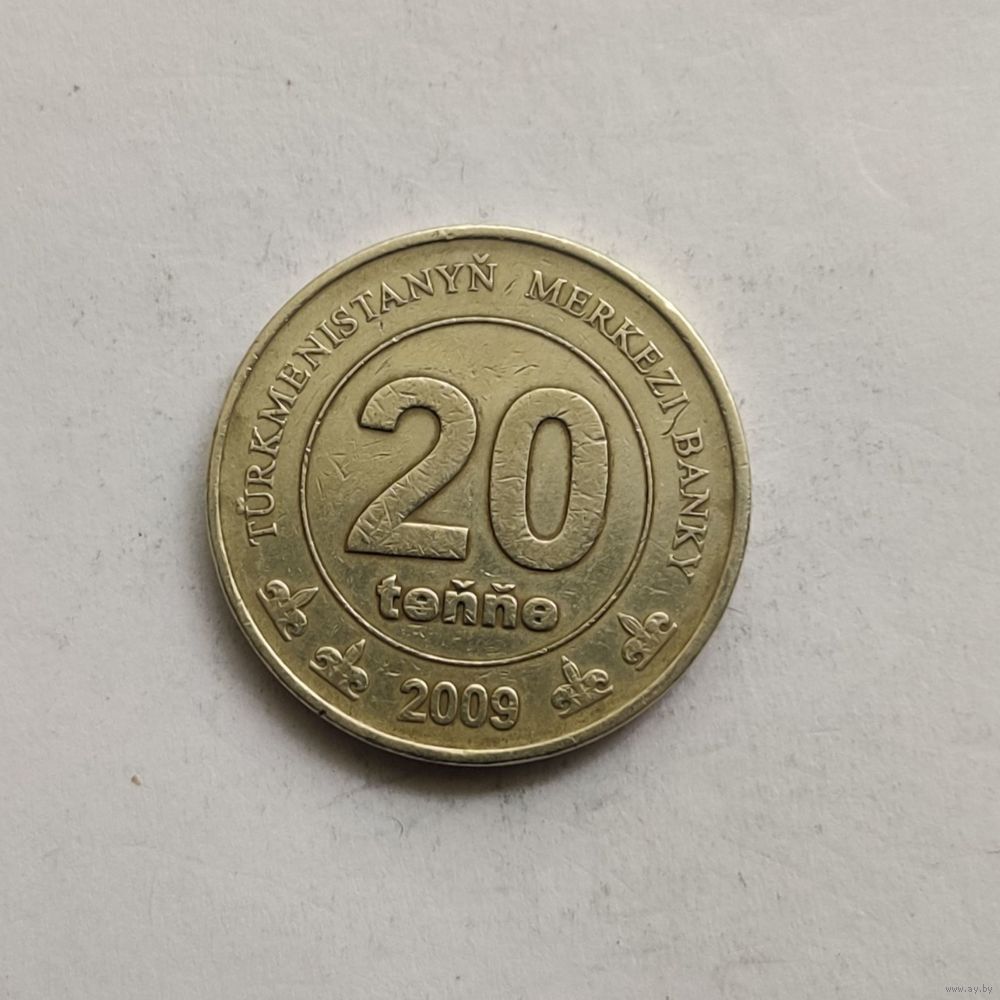 TÜRKMENISTANYŇ MERKEZI BANKY
20
teňňe
2009
www.ay.by